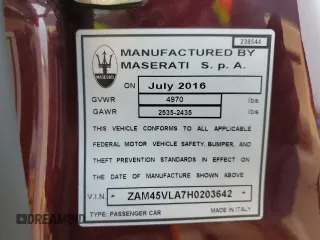 238544
MANUFACTURED BY
MASERATI S.p.A.
MASERATI
ON July 2016
GVWR 4970 lbs
GAWR 2535-2435 lbs
THIS VEHICLE CONFORMS TO ALL APPLICABLE
FEDERAL MOTOR VEHICLE SAFETY, BUMPER, AND
THEFT PREVENTION STANDARDS IN EFFECT ON
THE DATE OF MANUFACTURE SHOWN ABOVE
V.I.N. ZAM45VLA7H0203642
TYPE: PASSENGER CAR MADE IN ITALY